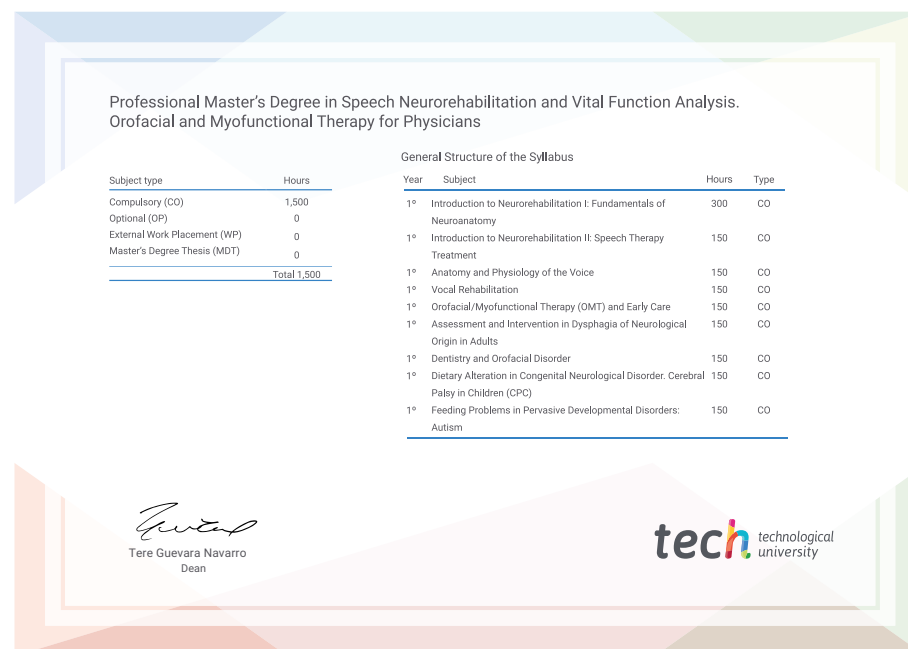 Professional Master's Degree in Speech Neurorehabilitation and Vital Function Analysis.
Orofacial and Myofunctional Therapy for Physicians
General Structure of the Syllabus
Subject type Hours
Compulsory (CO) 1,500
Optional (OP) 0
External Work Placement (WP) 0
Master's Degree Thesis (MDT) 0
Total 1,500
Year Subject Hours Type
1º Introduction to Neurorehabilitation I: Fundamentals of 300 CO
Neuroanatomy
1º Introduction to Neurorehabilitation II: Speech Therapy 150 CO
Treatment
1º Anatomy and Physiology of the Voice 150 CO
1º Vocal Rehabilitation 150 CO
1º Orofacial/Myofunctional Therapy (OMT) and Early Care 150 CO
1º Assessment and Intervention in Dysphagia of Neurological 150 CO
Origin in Adults
1º Dentistry and Orofacial Disorder 150 CO
1º Dietary Alteration in Congenital Neurological Disorder. Cerebral 150 CO
Palsy in Children (CPC)
1º Feeding Problems in Pervasive Developmental Disorders: 150 CO
Autism
Tere Guevara Navarro
Dean
tech technological
university